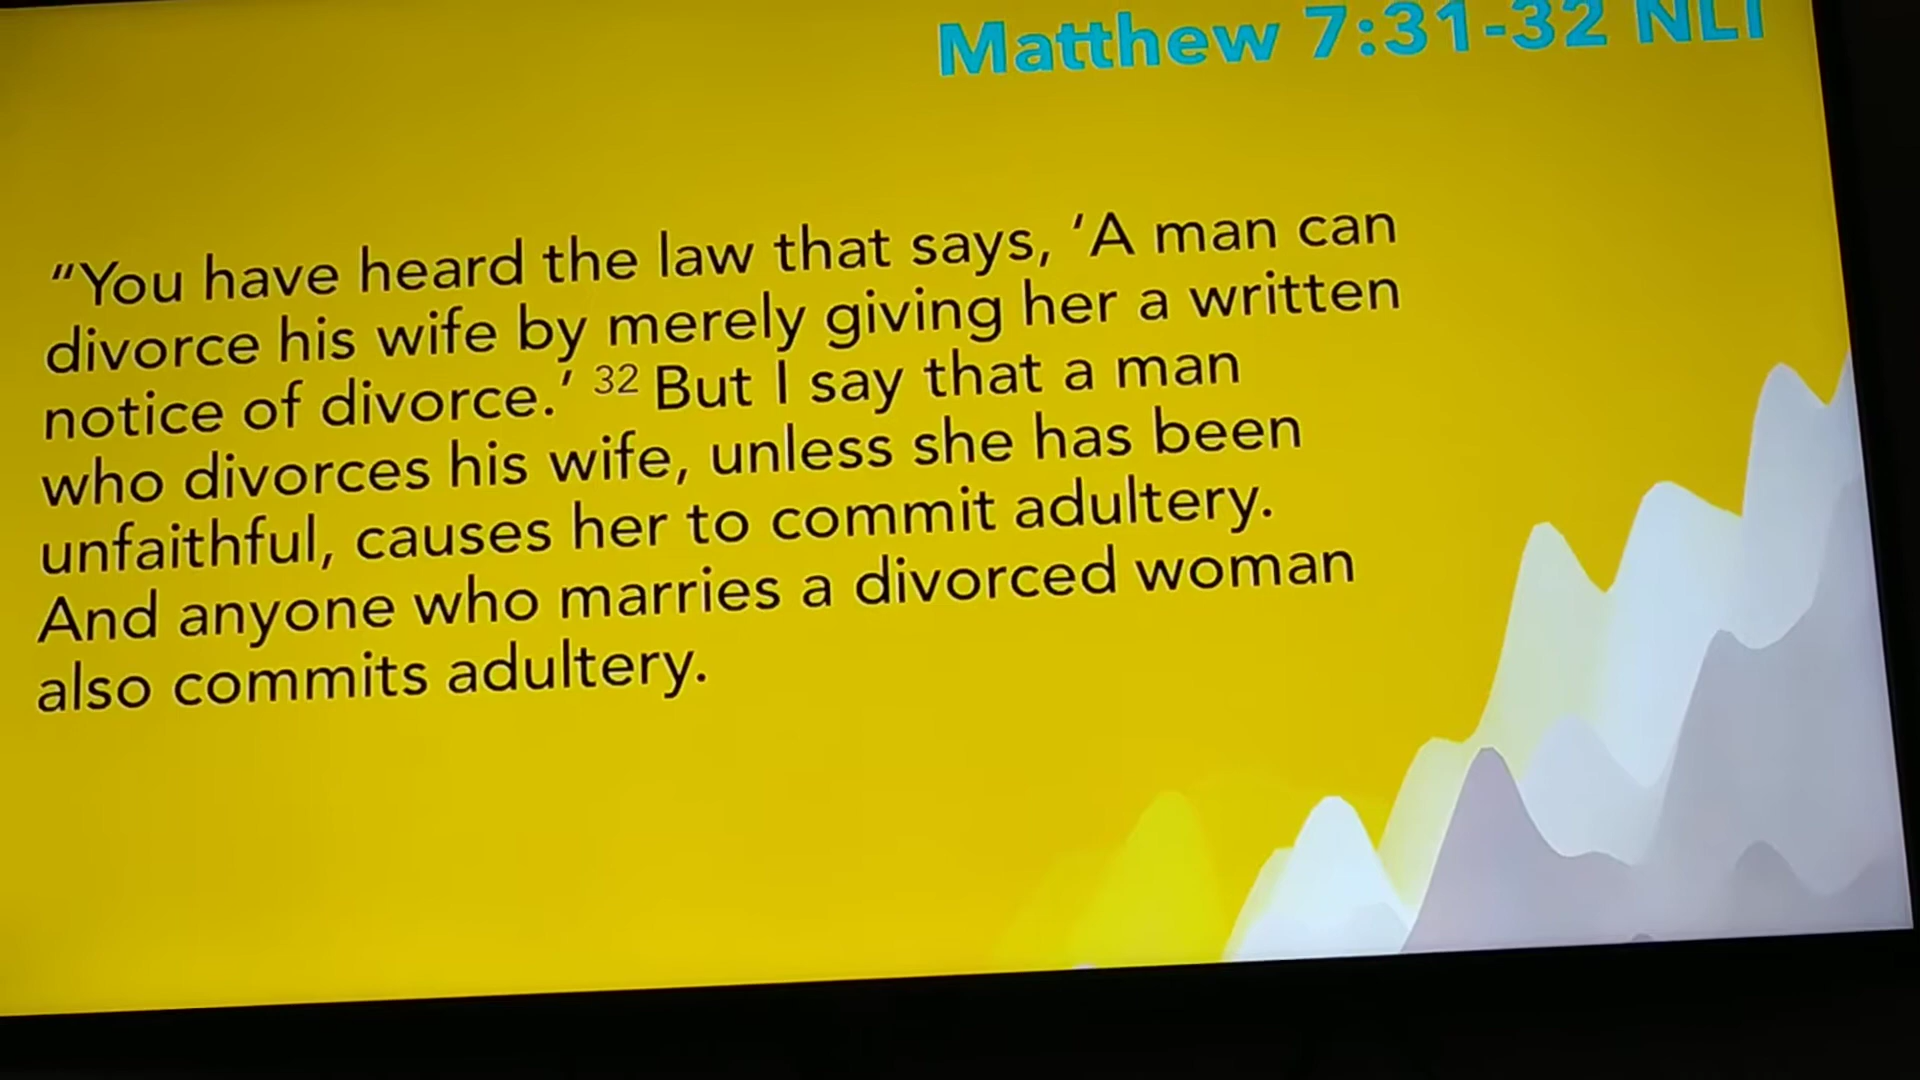 Matthew 7:31-32 NLT
“You have heard the law that says, ‘A man can
divorce his wife by merely giving her a written
notice of divorce.’ 32 But I say that a man
who divorces his wife, unless she has been
unfaithful, causes her to commit adultery.
And anyone who marries a divorced woman
also commits adultery.